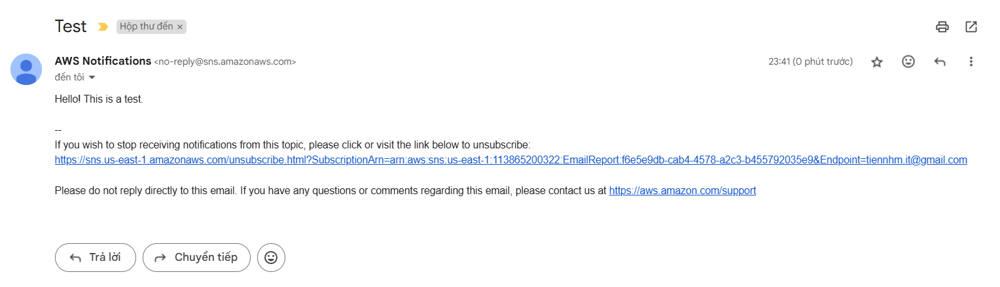 Test Hộp thư đến ×
AWS Notifications <no-reply@sns.amazonaws.com> 23:41 (0 phút trước)
đến tôi
Hello! This is a test.
--
If you wish to stop receiving notifications from this topic, please click or visit the link below to unsubscribe:
https://sns.us-east-1.amazonaws.com/unsubscribe.html?SubscriptionArn=arn:aws:sns:us-east-1:113865200322:EmailReport:f6e5e9db-cab4-4578-a2c3-b455792035e9&Endpoint=tiennhm.it@gmail.com
Please do not reply directly to this email. If you have any questions or comments regarding this email, please contact us at https://aws.amazon.com/support
Trả lời Chuyển tiếp